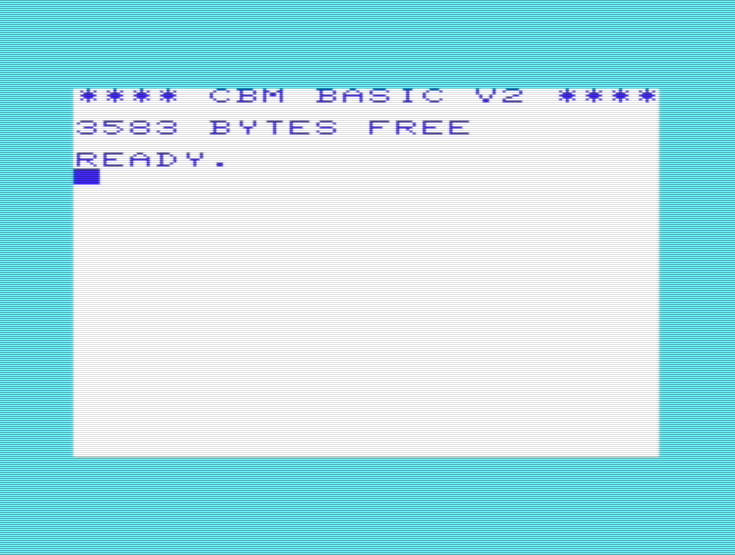 **** CBM BASIC V2 ****
3583 BYTES FREE
READY.